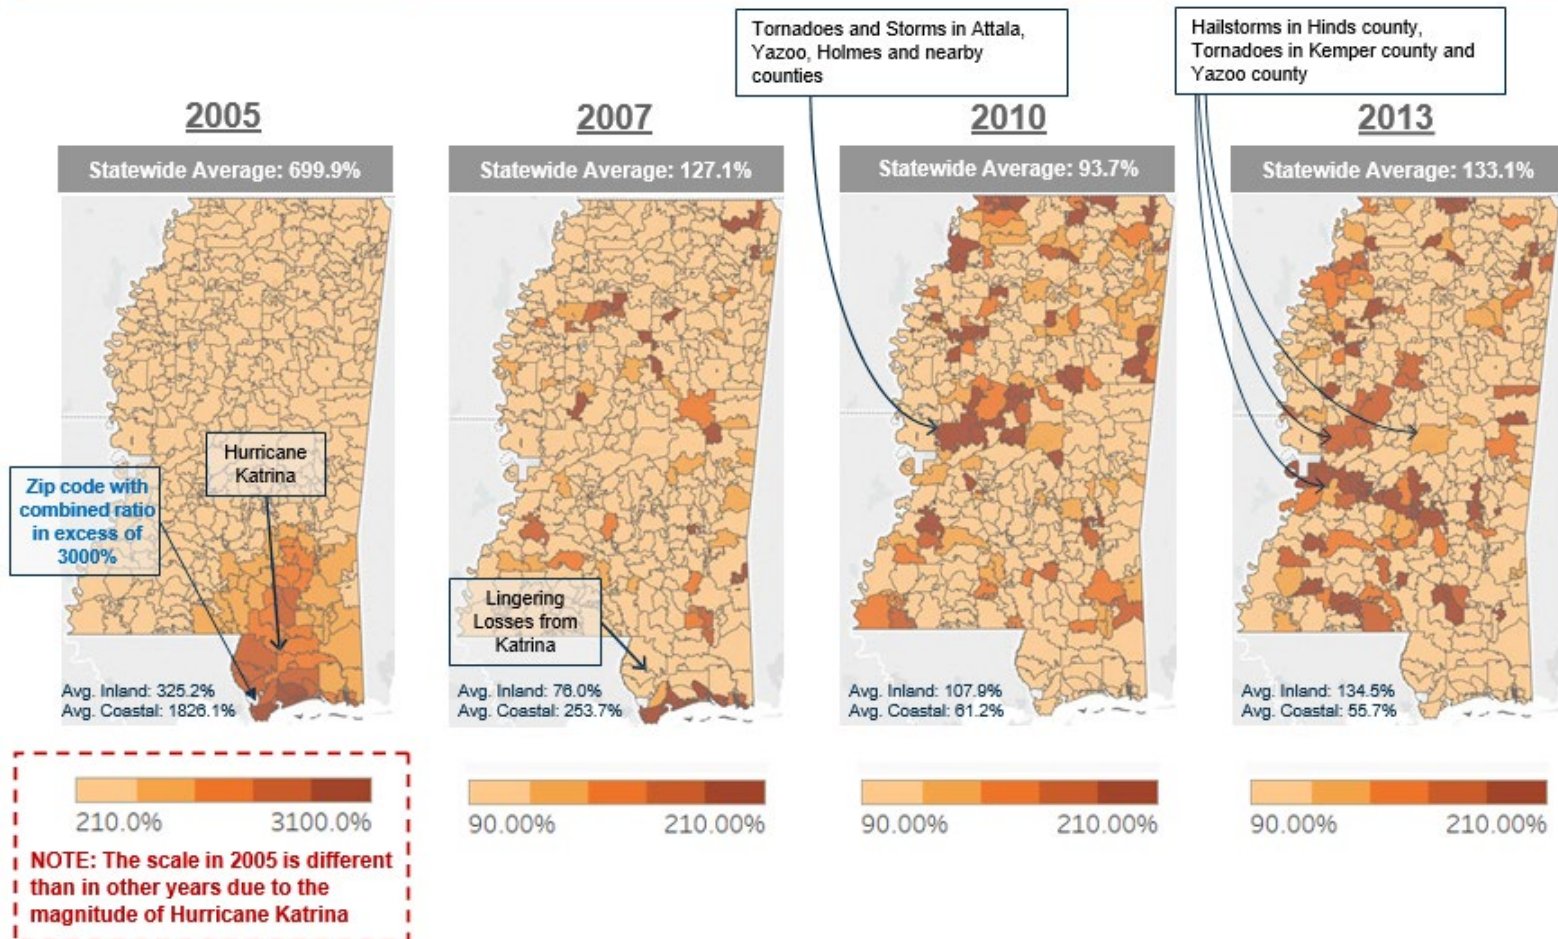 Tornadoes and Storms in Attala,
Yazoo, Holmes and nearby
counties
Hailstorms in Hinds county,
Tornadoes in Kemper county and
Yazoo county
2005
2007
2010
2013
Statewide Average: 699.9%
Statewide Average: 127.1%
Statewide Average: 93.7%
Statewide Average: 133.1%
Hurricane
Katrina
Zip code with
combined ratio
in excess of
3000%
Lingering
Losses from
Katrina
Avg. Inland: 325.2%
Avg. Coastal: 1826.1%
Avg. Inland: 76.0%
Avg. Coastal: 253.7%
Avg. Inland: 107.9%
Avg. Coastal: 61.2%
Avg. Inland: 134.5%
Avg. Coastal: 55.7%
210.0% 3100.0%
90.00% 210.00%
90.00% 210.00%
90.00% 210.00%
NOTE: The scale in 2005 is different
than in other years due to the
magnitude of Hurricane Katrina